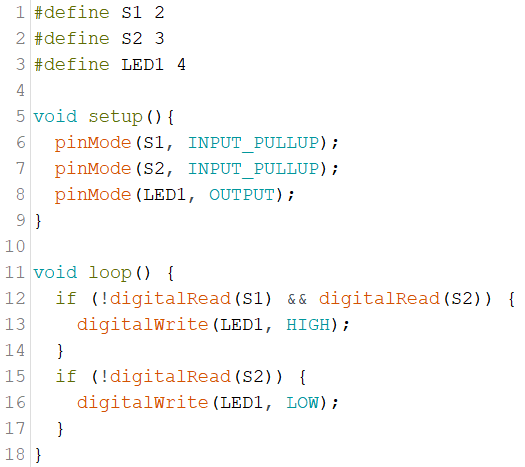 1 #define S1 2
2 #define S2 3
3 #define LED1 4
4
5 void setup(){
6   pinMode(S1, INPUT_PULLUP);
7   pinMode(S2, INPUT_PULLUP);
8   pinMode(LED1, OUTPUT);
9 }
10
11 void loop() {
12   if (!digitalRead(S1) && digitalRead(S2)) {
13     digitalWrite(LED1, HIGH);
14   }
15   if (!digitalRead(S2)) {
16     digitalWrite(LED1, LOW);
17   }
18 }